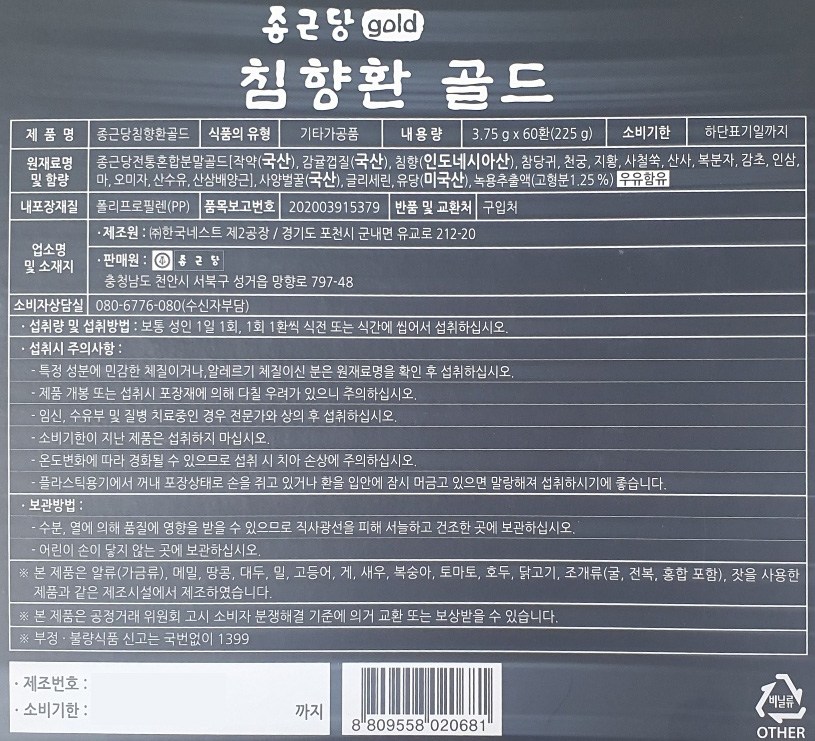 종근당 gold
침향환 골드
제 품 명 종근당침향환골드 식품의 유형 기타가공품 내 용 량 3.75 g x 60환(225 g) 소비기한 하단표기일까지
원재료명 및 함량 종근당전통혼합분말골드[작약(국산), 감귤껍질(국산), 침향(인도네시아산), 참당귀, 천궁, 지황, 사철쑥, 산사, 복분자, 감초, 인삼,
마, 오미자, 산수유, 산삼배양근], 사양벌꿀(국산), 글리세린, 유당(미국산), 녹용추출액(고형분1.25 %) 우유함유
내포장재질 폴리프로필렌(PP) 품목보고번호 202003915379 반품 및 교환처 구입처
업소명 및 소재지 · 제조원 : ㈜한국네스트 제2공장 / 경기도 포천시 군내면 유교로 212-20
· 판매원 : 종근당
충청남도 천안시 서북구 성거읍 망향로 797-48
소비자상담실 080-6776-080(수신자부담)
· 섭취량 및 섭취방법 : 보통 성인 1일 1회, 1회 1환씩 식전 또는 식간에 씹어서 섭취하십시오.
· 섭취시 주의사항 :
- 특정 성분에 민감한 체질이거나,알레르기 체질이신 분은 원재료명을 확인 후 섭취하십시오.
- 제품 개봉 또는 섭취시 포장재에 의해 다칠 우려가 있으니 주의하십시오.
- 임신, 수유부 및 질병 치료중인 경우 전문가와 상의 후 섭취하십시오.
- 소비기한이 지난 제품은 섭취하지 마십시오.
- 온도변화에 따라 경화될 수 있으므로 섭취 시 치아 손상에 주의하십시오.
- 플라스틱용기에서 꺼내 포장상태로 손을 쥐고 있거나 환을 입안에 잠시 머금고 있으면 말랑해져 섭취하시기에 좋습니다.
· 보관방법 :
- 수분, 열에 의해 품질에 영향을 받을 수 있으므로 직사광선을 피해 서늘하고 건조한 곳에 보관하십시오.
- 어린이 손이 닿지 않는 곳에 보관하십시오.
※ 본 제품은 알류(가금류), 메밀, 땅콩, 대두, 밀, 고등어, 게, 새우, 복숭아, 토마토, 호두, 닭고기, 조개류(굴, 전복, 홍합 포함), 잣을 사용한
제품과 같은 제조시설에서 제조하였습니다.
※ 본 제품은 공정거래 위원회 고시 소비자 분쟁해결 기준에 의거 교환 또는 보상받을 수 있습니다.
※ 부정 · 불량식품 신고는 국번없이 1399
· 제조번호 :
· 소비기한 : 까지
8 809558 020681
비닐류
OTHER